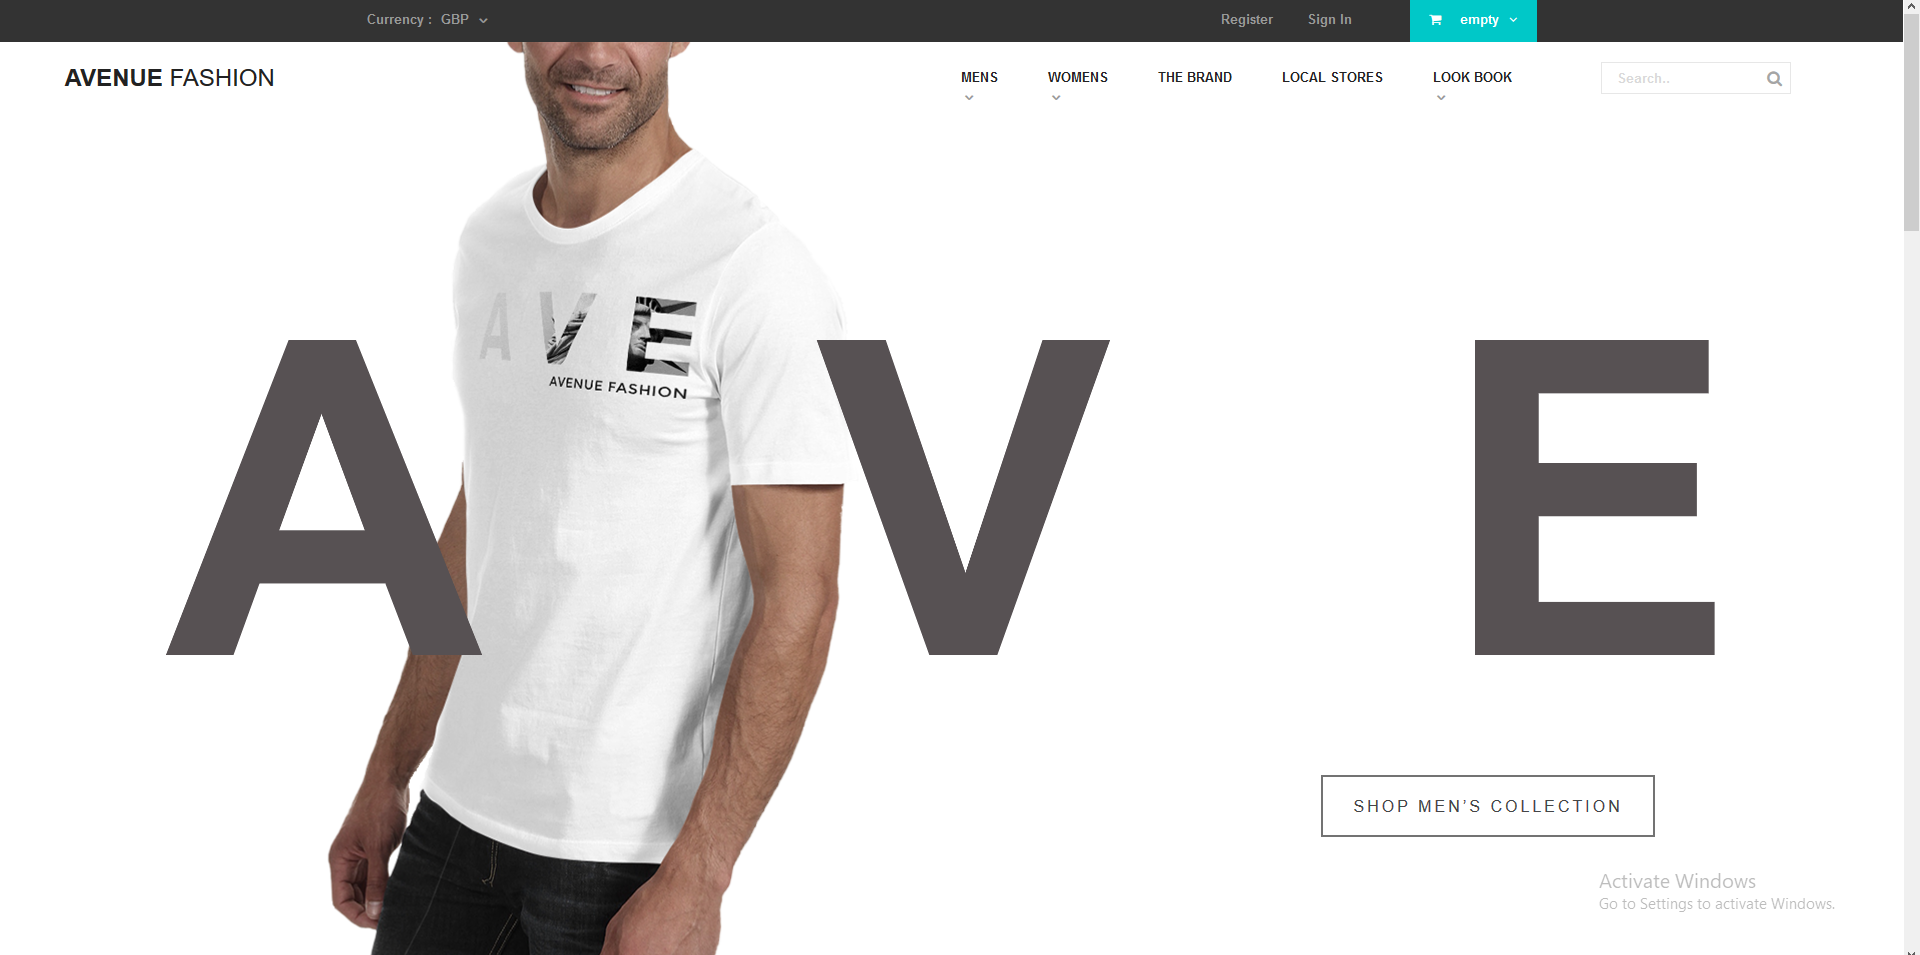 Currency : GBP
Register
Sign In
empty
AVENUE FASHION
MENS
WOMENS
THE BRAND
LOCAL STORES
LOOK BOOK
Search..
AVE
AVENUE FASHION
A V E
SHOP MEN’S COLLECTION
Activate Windows
Go to Settings to activate Windows.